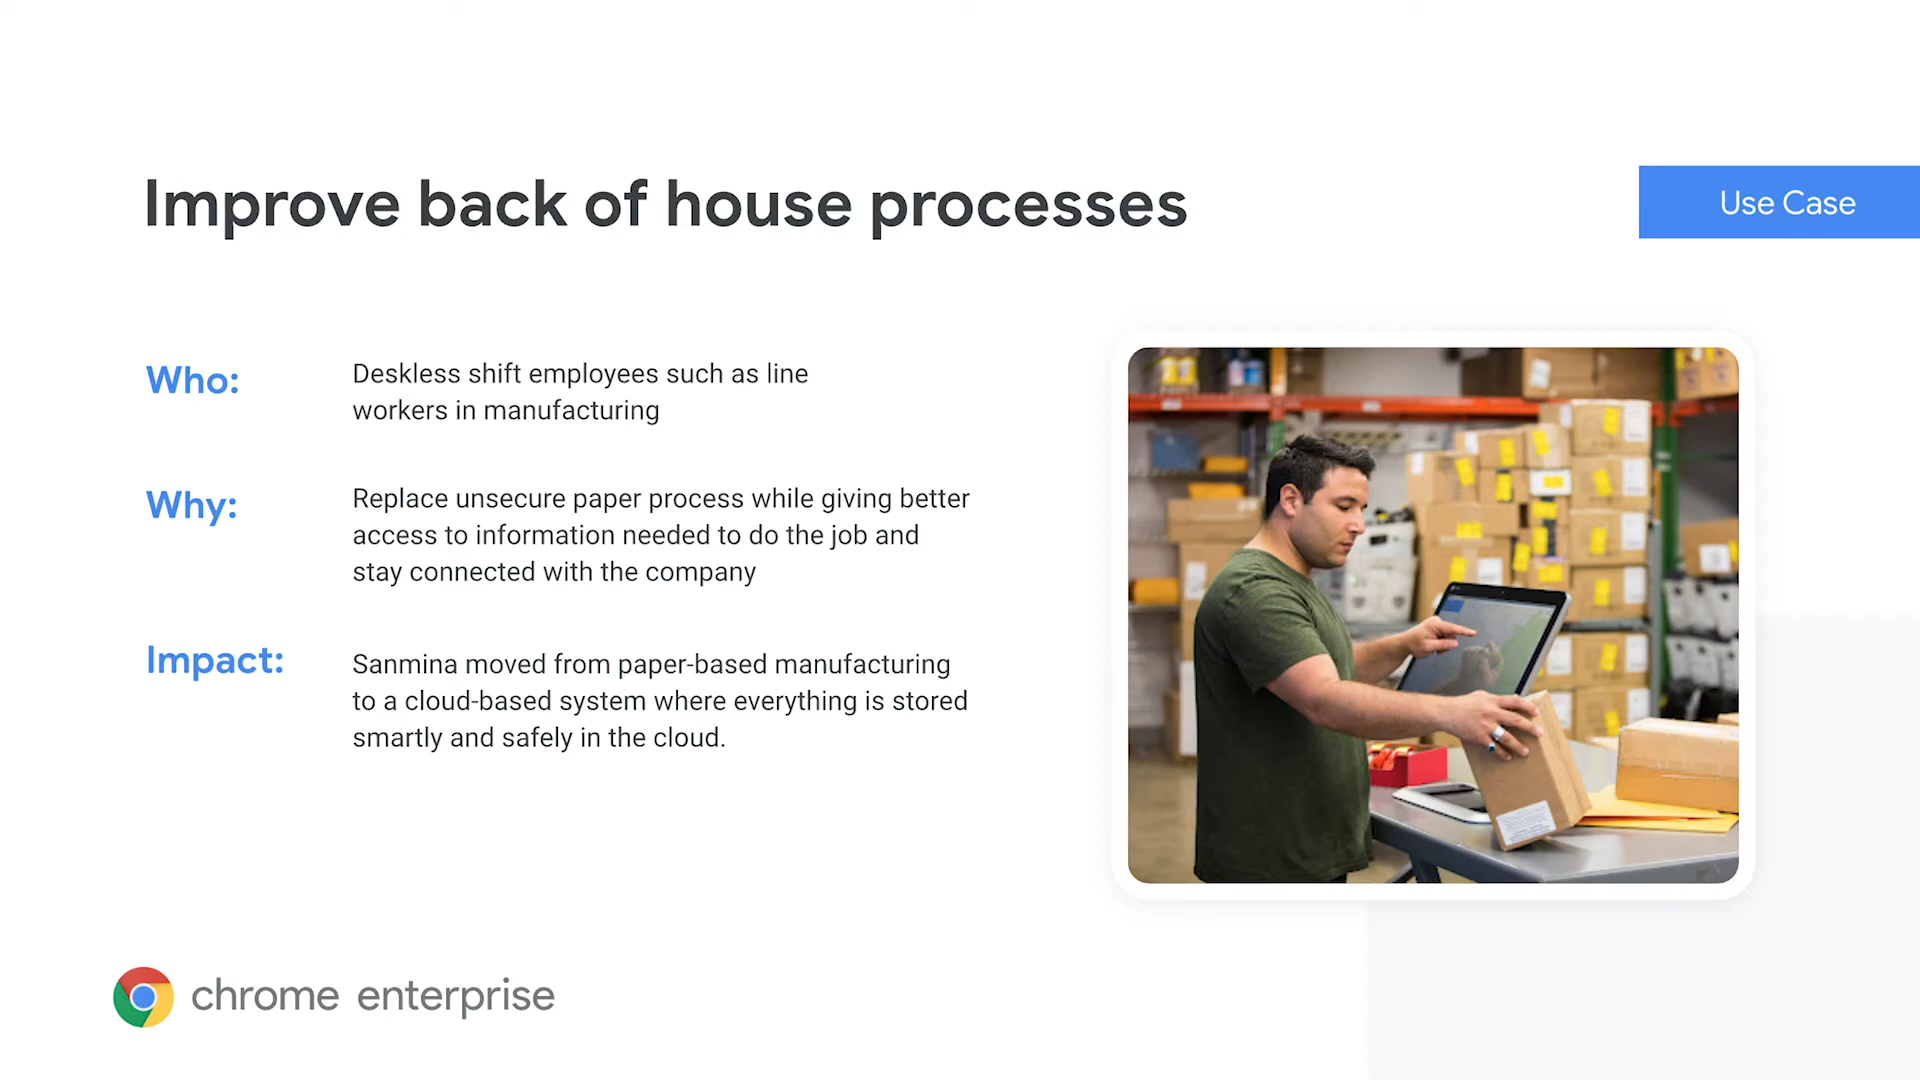 Improve back of house processes
Use Case
Who:
Deskless shift employees such as line
workers in manufacturing
Why:
Replace unsecure paper process while giving better
access to information needed to do the job and
stay connected with the company
Impact:
Sanmina moved from paper-based manufacturing
to a cloud-based system where everything is stored
smartly and safely in the cloud.
chrome enterprise